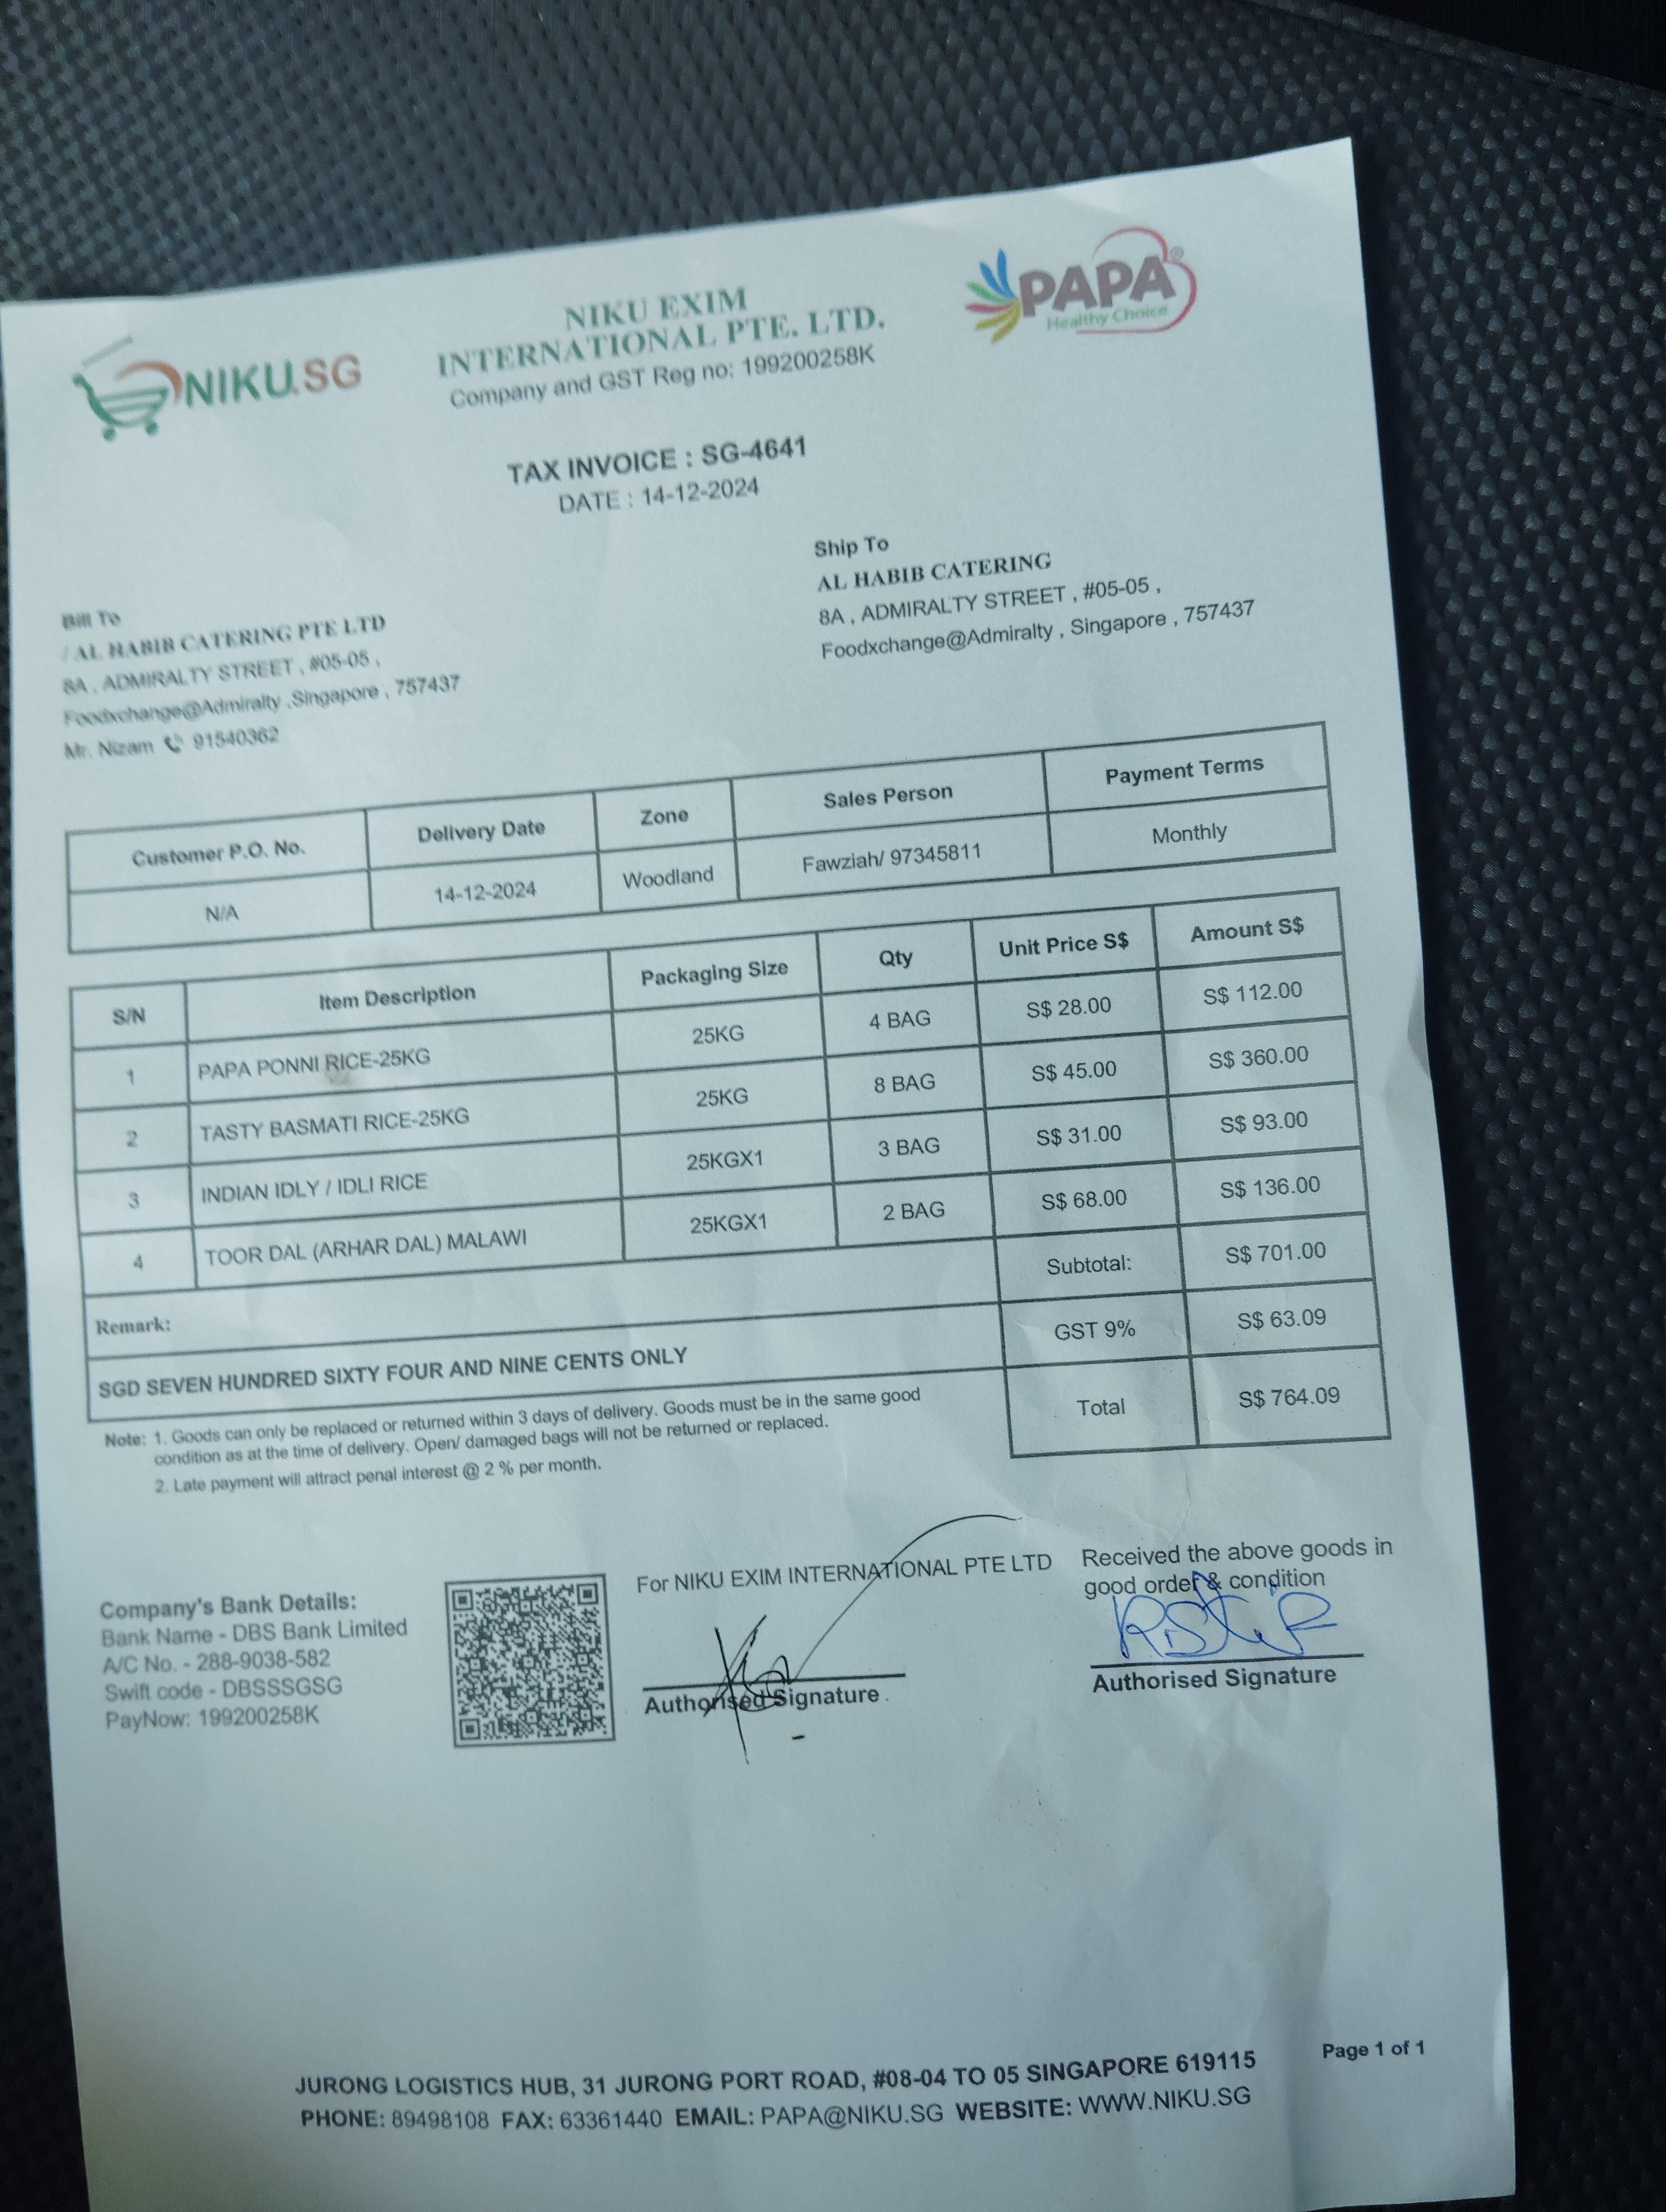 NIKU.SG
NIKU EXIM
INTERNATIONAL PTE. LTD.
Company and GST Reg no: 199200258K
PAPA®
Healthy Choice
TAX INVOICE : SG-4641
DATE : 14-12-2024
Bill To
/ AL HABIB CATERING PTE LTD
8A , ADMIRALTY STREET , #05-05 ,
Foodxchange@Admiralty ,Singapore , 757437
Mr. Nizam 91540362
Ship To
AL HABIB CATERING
8A , ADMIRALTY STREET , #05-05 ,
Foodxchange@Admiralty , Singapore , 757437
Customer P.O. No. Delivery Date Zone Sales Person Payment Terms
N/A 14-12-2024 Woodland Fawziah/ 97345811 Monthly
S/N Item Description Packaging Size Qty Unit Price S$ Amount S$
1 PAPA PONNI RICE-25KG 25KG 4 BAG S$ 28.00 S$ 112.00
2 TASTY BASMATI RICE-25KG 25KG 8 BAG S$ 45.00 S$ 360.00
3 INDIAN IDLY / IDLI RICE 25KGX1 3 BAG S$ 31.00 S$ 93.00
4 TOOR DAL (ARHAR DAL) MALAWI 25KGX1 2 BAG S$ 68.00 S$ 136.00
Remark: Subtotal: S$ 701.00
SGD SEVEN HUNDRED SIXTY FOUR AND NINE CENTS ONLY GST 9% S$ 63.09
Total S$ 764.09
Note: 1. Goods can only be replaced or returned within 3 days of delivery. Goods must be in the same good
condition as at the time of delivery. Open/ damaged bags will not be returned or replaced.
2. Late payment will attract penal interest @ 2 % per month.
Company's Bank Details:
Bank Name - DBS Bank Limited
A/C No. - 288-9038-582
Swift code - DBSSSGSG
PayNow: 199200258K
For NIKU EXIM INTERNATIONAL PTE LTD
Authorised Signature
Received the above goods in
good order & condition
Authorised Signature
JURONG LOGISTICS HUB, 31 JURONG PORT ROAD, #08-04 TO 05 SINGAPORE 619115
PHONE: 89498108 FAX: 63361440 EMAIL: PAPA@NIKU.SG WEBSITE: WWW.NIKU.SG
Page 1 of 1